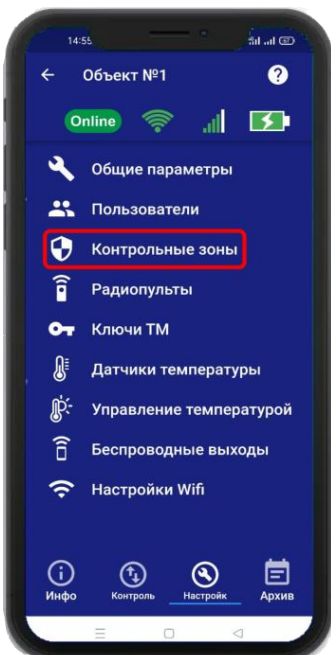 14:55
Объект №1
?
Online
Общие параметры
Пользователи
Контрольные зоны
Радиопульты
Ключи ТМ
Датчики температуры
Управление температурой
Беспроводные выходы
Настройки Wifi
Инфо Контроль Настройк Архив